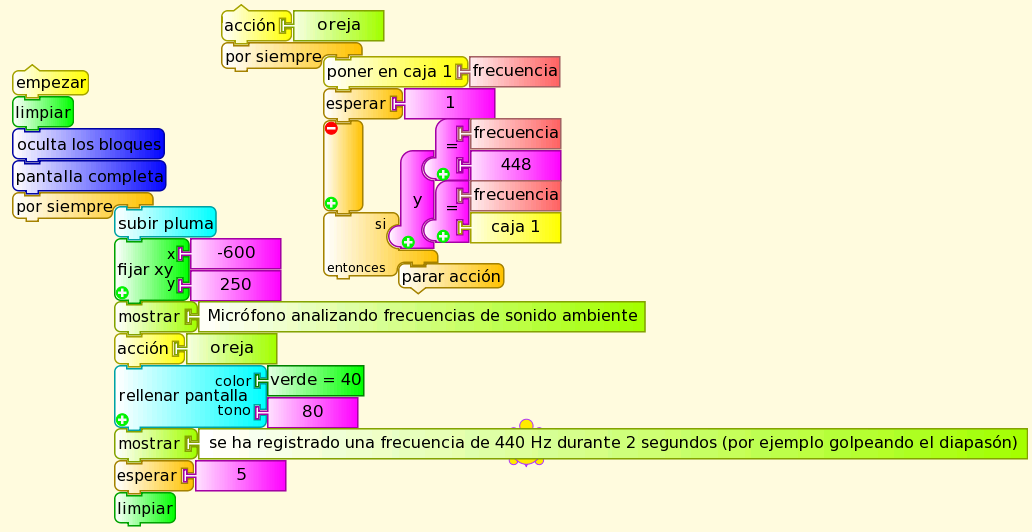 acción oreja
por siempre
poner en caja 1 frecuencia
esperar 1
= frecuencia
448
y
= frecuencia
caja 1
si
entonces
parar acción
empezar
limpiar
oculta los bloques
pantalla completa
por siempre
subir pluma
x -600
fijar xy
y 250
mostrar Micrófono analizando frecuencias de sonido ambiente
acción oreja
color verde = 40
rellenar pantalla
tono 80
mostrar se ha registrado una frecuencia de 440 Hz durante 2 segundos (por ejemplo golpeando el diapasón)
esperar 5
limpiar